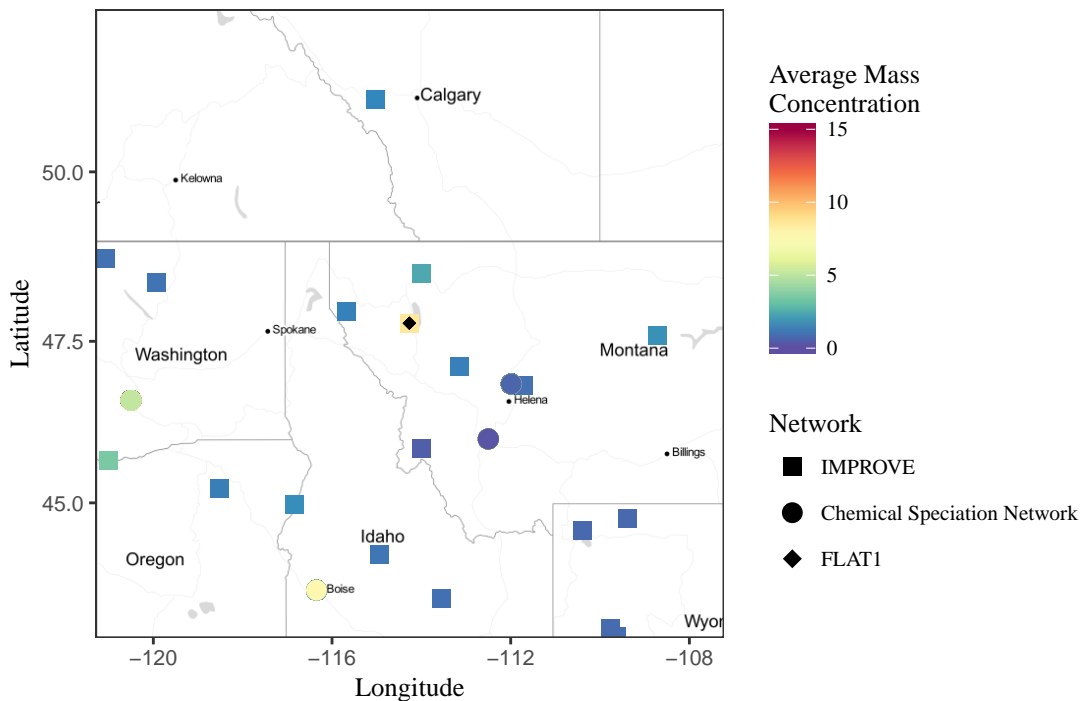 Calgary
50.0
Kelowna
47.5
Spokane
Washington
Montana
Helena
Billings
45.0
Idaho
Oregon
Boise
Wyor
−120
−116
−112
−108
Longitude
Latitude
Average Mass
Concentration
15
10
5
0
Network
IMPROVE
Chemical Speciation Network
FLAT1